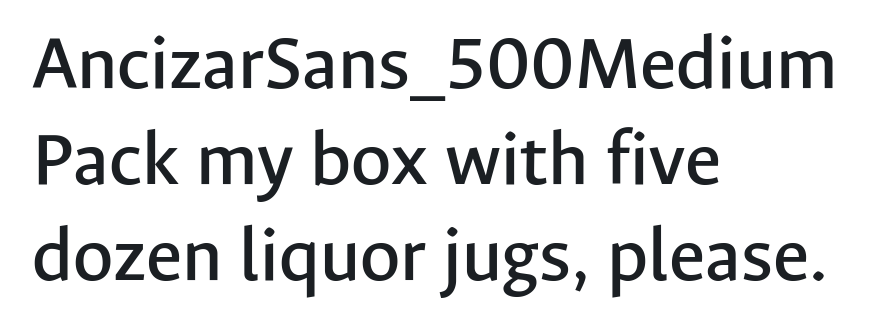 AncizarSans_500Medium
Pack my box with five
dozen liquor jugs, please.